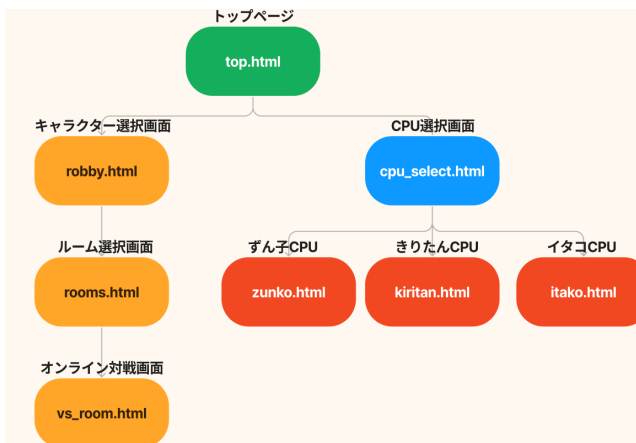 トップページ
top.html
キャラクター選択画面
CPU選択画面
robby.html
cpu_select.html
ルーム選択画面
ずん子CPU
きりたんCPU
イタコCPU
rooms.html
zunko.html
kiritan.html
itako.html
オンライン対戦画面
vs_room.html